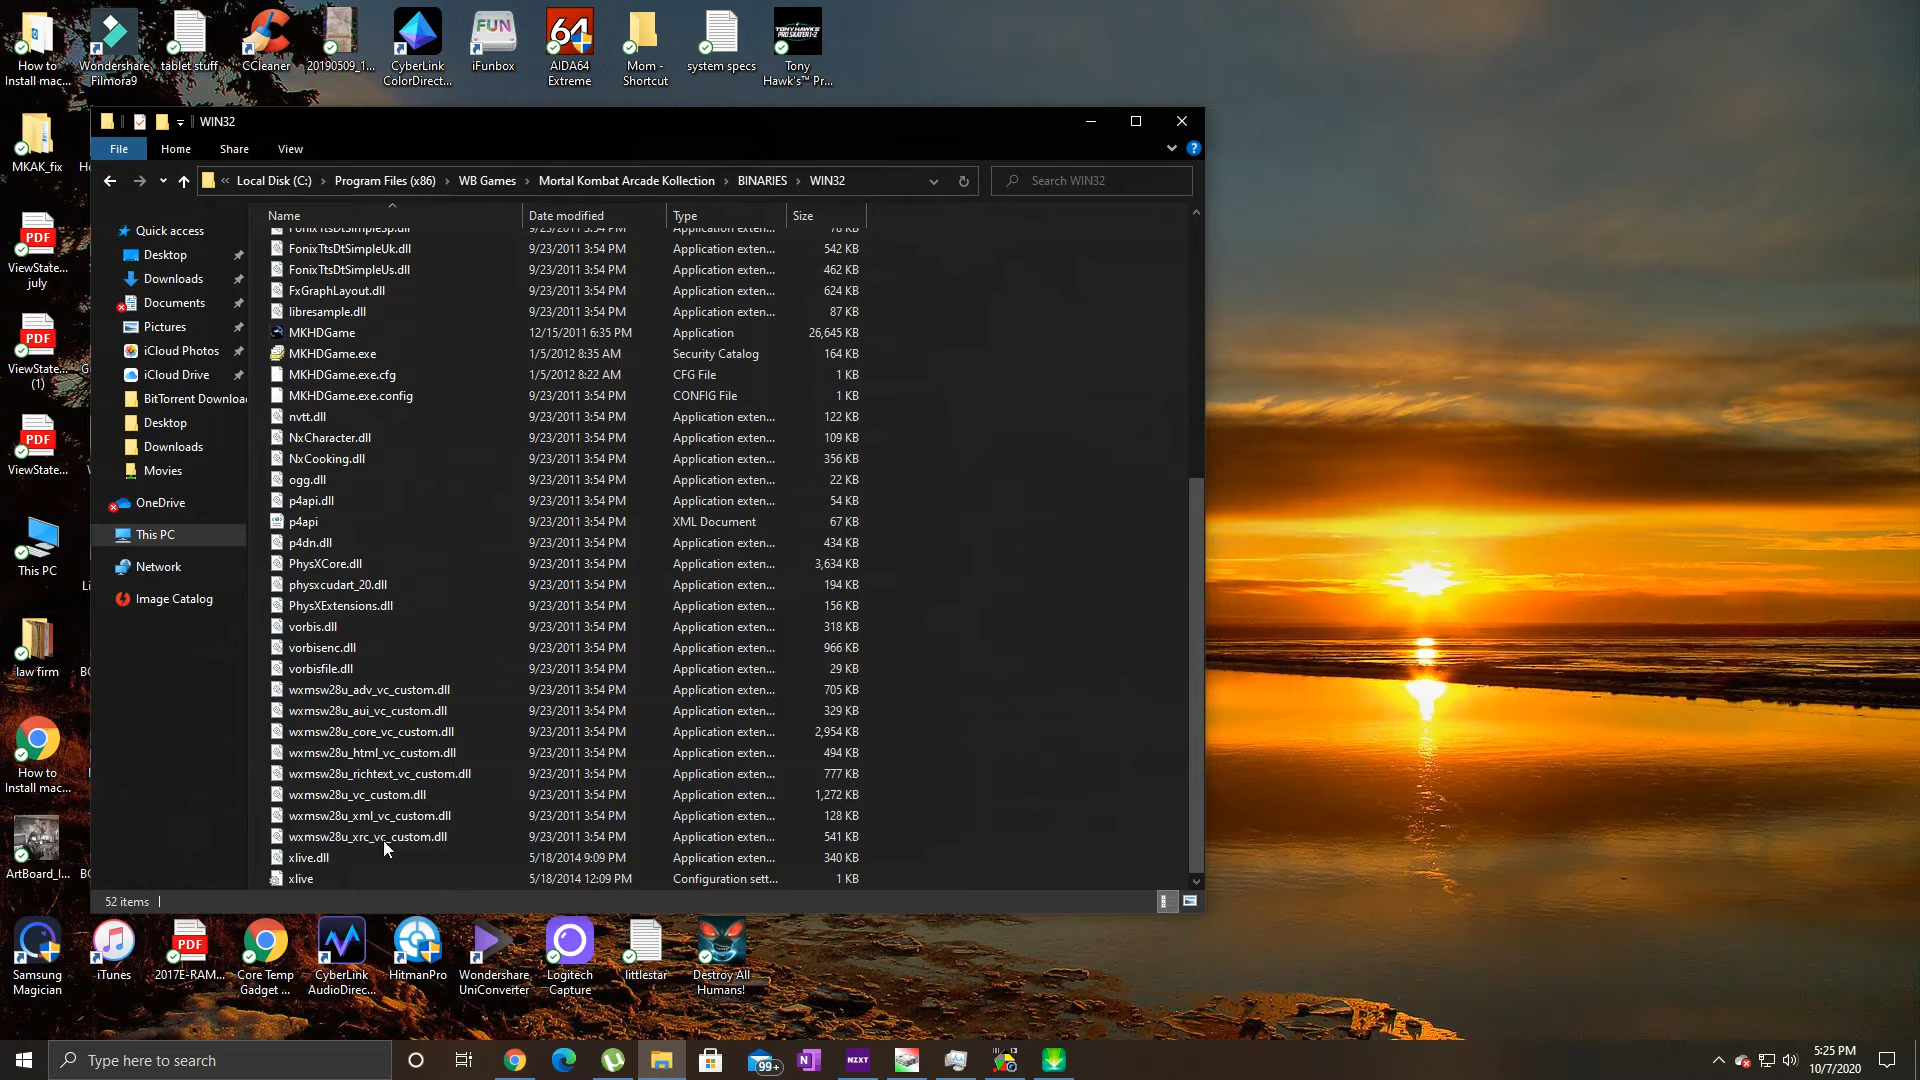 How to
Install mac...
Wondershare
Filmora9
tablet stuff
CCleaner
20190509_1...
CyberLink
ColorDirect...
FUN
iFunbox
64
AIDA64
Extreme
Mom -
Shortcut
system specs
TONY HAWK'S
Tony
Hawk's™ Pr...
MKAK_fix
PDF
ViewState...
july
PDF
ViewState...
(1)
PDF
ViewState...
This PC
law firm
How to
Install mac...
ArtBoard_I...
WIN32
File
Home
Share
View
Local Disk (C:) › Program Files (x86) › WB Games › Mortal Kombat Arcade Kollection › BINARIES › WIN32
Search WIN32
Quick access
Desktop
Downloads
Documents
Pictures
iCloud Photos
iCloud Drive
BitTorrent Downloa
Desktop
Downloads
Movies
OneDrive
This PC
Network
Image Catalog
Name Date modified Type Size
FonixTtsDtSimpleSp.dll 9/23/2011 3:54 PM Application exten... 78 KB
FonixTtsDtSimpleUk.dll 9/23/2011 3:54 PM Application exten... 542 KB
FonixTtsDtSimpleUs.dll 9/23/2011 3:54 PM Application exten... 462 KB
FxGraphLayout.dll 9/23/2011 3:54 PM Application exten... 624 KB
libresample.dll 9/23/2011 3:54 PM Application exten... 87 KB
MKHDGame 12/15/2011 6:35 PM Application 26,645 KB
MKHDGame.exe 1/5/2012 8:35 AM Security Catalog 164 KB
MKHDGame.exe.cfg 1/5/2012 8:22 AM CFG File 1 KB
MKHDGame.exe.config 9/23/2011 3:54 PM CONFIG File 1 KB
nvtt.dll 9/23/2011 3:54 PM Application exten... 122 KB
NxCharacter.dll 9/23/2011 3:54 PM Application exten... 109 KB
NxCooking.dll 9/23/2011 3:54 PM Application exten... 356 KB
ogg.dll 9/23/2011 3:54 PM Application exten... 22 KB
p4api.dll 9/23/2011 3:54 PM Application exten... 54 KB
p4api 9/23/2011 3:54 PM XML Document 67 KB
p4dn.dll 9/23/2011 3:54 PM Application exten... 434 KB
PhysXCore.dll 9/23/2011 3:54 PM Application exten... 3,634 KB
physxcudart_20.dll 9/23/2011 3:54 PM Application exten... 194 KB
PhysXExtensions.dll 9/23/2011 3:54 PM Application exten... 156 KB
vorbis.dll 9/23/2011 3:54 PM Application exten... 318 KB
vorbisenc.dll 9/23/2011 3:54 PM Application exten... 966 KB
vorbisfile.dll 9/23/2011 3:54 PM Application exten... 29 KB
wxmsw28u_adv_vc_custom.dll 9/23/2011 3:54 PM Application exten... 705 KB
wxmsw28u_aui_vc_custom.dll 9/23/2011 3:54 PM Application exten... 329 KB
wxmsw28u_core_vc_custom.dll 9/23/2011 3:54 PM Application exten... 2,954 KB
wxmsw28u_html_vc_custom.dll 9/23/2011 3:54 PM Application exten... 494 KB
wxmsw28u_richtext_vc_custom.dll 9/23/2011 3:54 PM Application exten... 777 KB
wxmsw28u_vc_custom.dll 9/23/2011 3:54 PM Application exten... 1,272 KB
wxmsw28u_xml_vc_custom.dll 9/23/2011 3:54 PM Application exten... 128 KB
wxmsw28u_xrc_vc_custom.dll 9/23/2011 3:54 PM Application exten... 541 KB
xlive.dll 5/18/2014 9:09 PM Application exten... 340 KB
xlive 5/18/2014 12:09 PM Configuration sett... 1 KB
52 items
Samsung
Magician
iTunes
PDF
2017E-RAM...
Core Temp
Gadget ...
CyberLink
AudioDirec...
HitmanPro
Wondershare
UniConverter
Logitech
Capture
littlestar
Destroy All
Humans!
Type here to search
99+
NZXT
5:25 PM
10/7/2020